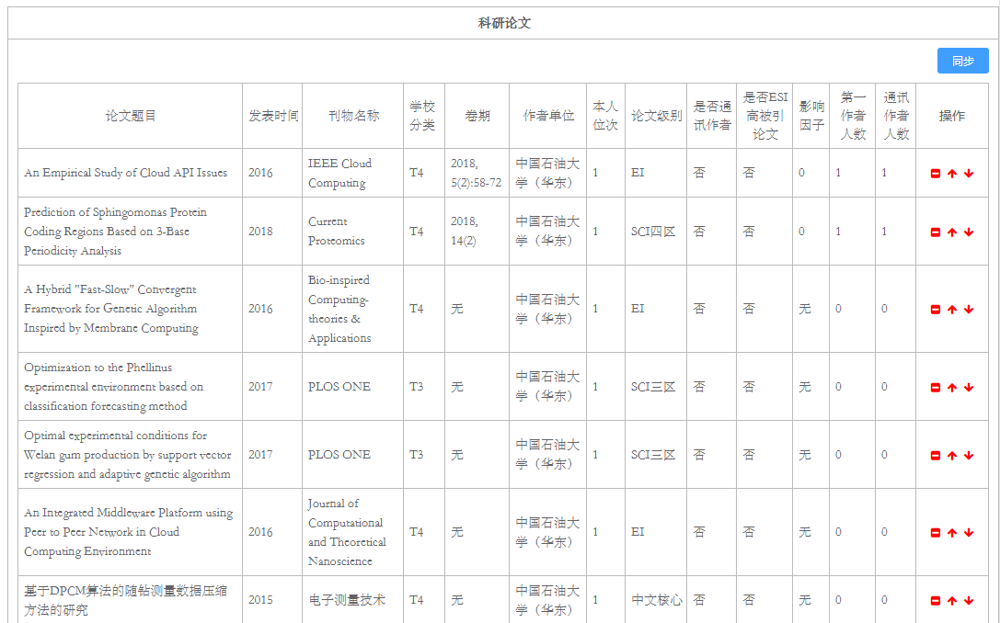 科研论文
同步
论文题目 发表时间 刊物名称 学校分类 卷期 作者单位 本人位次 论文级别 是否通讯作者 是否ESI高被引论文 影响因子 第一作者人数 通讯作者人数 操作
An Empirical Study of Cloud API Issues 2016 IEEE Cloud Computing T4 2018, 5(2):58-72 中国石油大学（华东） 1 EI 否 否 0 1 1
Prediction of Sphingomonas Protein Coding Regions Based on 3-Base Periodicity Analysis 2018 Current Proteomics T4 2018, 14(2) 中国石油大学（华东） 1 SCI四区 否 否 0 1 1
A Hybrid "Fast-Slow" Convergent Framework for Genetic Algorithm Inspired by Membrane Computing 2016 Bio-inspired Computing-theories & Applications T4 无 中国石油大学（华东） 1 EI 否 否 无 0 0
Optimization to the Phellinus experimental environment based on classification forecasting method 2017 PLOS ONE T3 无 中国石油大学（华东） 1 SCI三区 否 否 无 0 0
Optimal experimental conditions for Welan gum production by support vector regression and adaptive genetic algorithm 2017 PLOS ONE T3 无 中国石油大学（华东） 1 SCI三区 否 否 无 0 0
An Integrated Middleware Platform using Peer to Peer Network in Cloud Computing Environment 2016 Journal of Computational and Theoretical Nanoscience T4 无 中国石油大学（华东） 1 EI 否 否 无 0 0
基于DPCM算法的随钻测量数据压缩方法的研究 2015 电子测量技术 T4 无 中国石油大学（华东） 1 中文核心 否 否 无 0 0